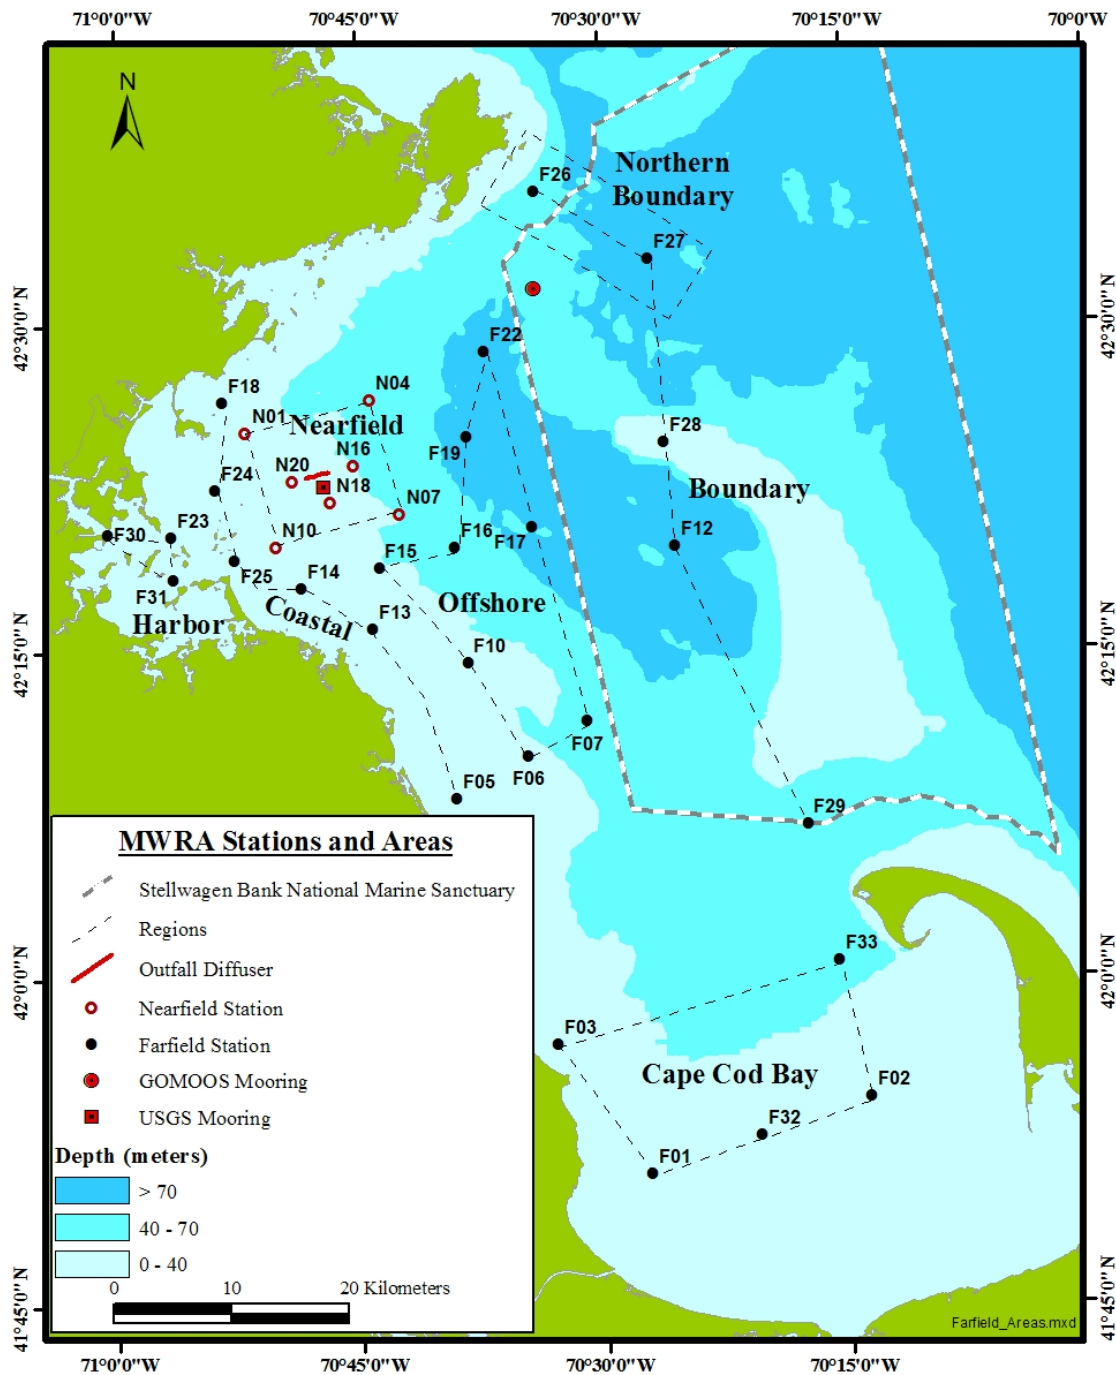 71°0'0"W 70°45'0"W 70°30'0"W 70°15'0"W 70°0'W
N
F26
Northern
Boundary
F27
42°30'0"N
42°30'0"N
F22
F18
N04
N01
Nearfield
F19
F28
N16
F24
N20
N18
Boundary
N07
F23
F30
N10
F16
F17
F12
F15
F25
F14
F31
Offshore
Coastal
F13
Harbor
F10
42°15'0"N
42°15'0"N
F07
F06
F05
F29
MWRA Stations and Areas
Stellwagen Bank National Marine Sanctuary
Regions
Outfall Diffuser
Nearfield Station
Farfield Station
GOMOOS Mooring
USGS Mooring
Depth (meters)
> 70
40 - 70
0 - 40
0 10 20 Kilometers
F33
42°0'0"N
42°0'0"N
F03
Cape Cod Bay
F02
F32
F01
41°45'0"N
41°45'0"N
Farfield_Areas.mxd
71°0'0"W 70°45'0"W 70°30'0"W 70°15'0"W